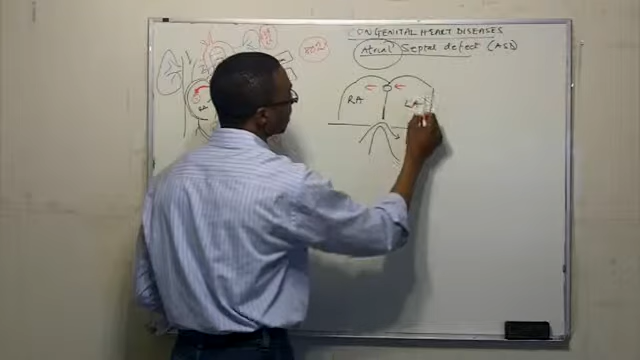 CONGENITAL HEART DISEASES
Atrial Septal defect (ASD)
RA
LA